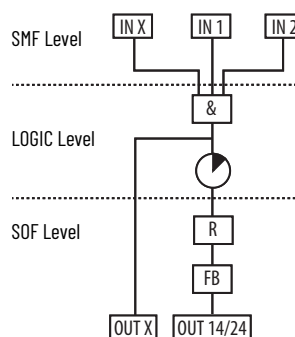 SMF Level
IN X IN 1 IN 2
&
LOGIC Level
SOF Level
R
FB
OUT X OUT 14/24